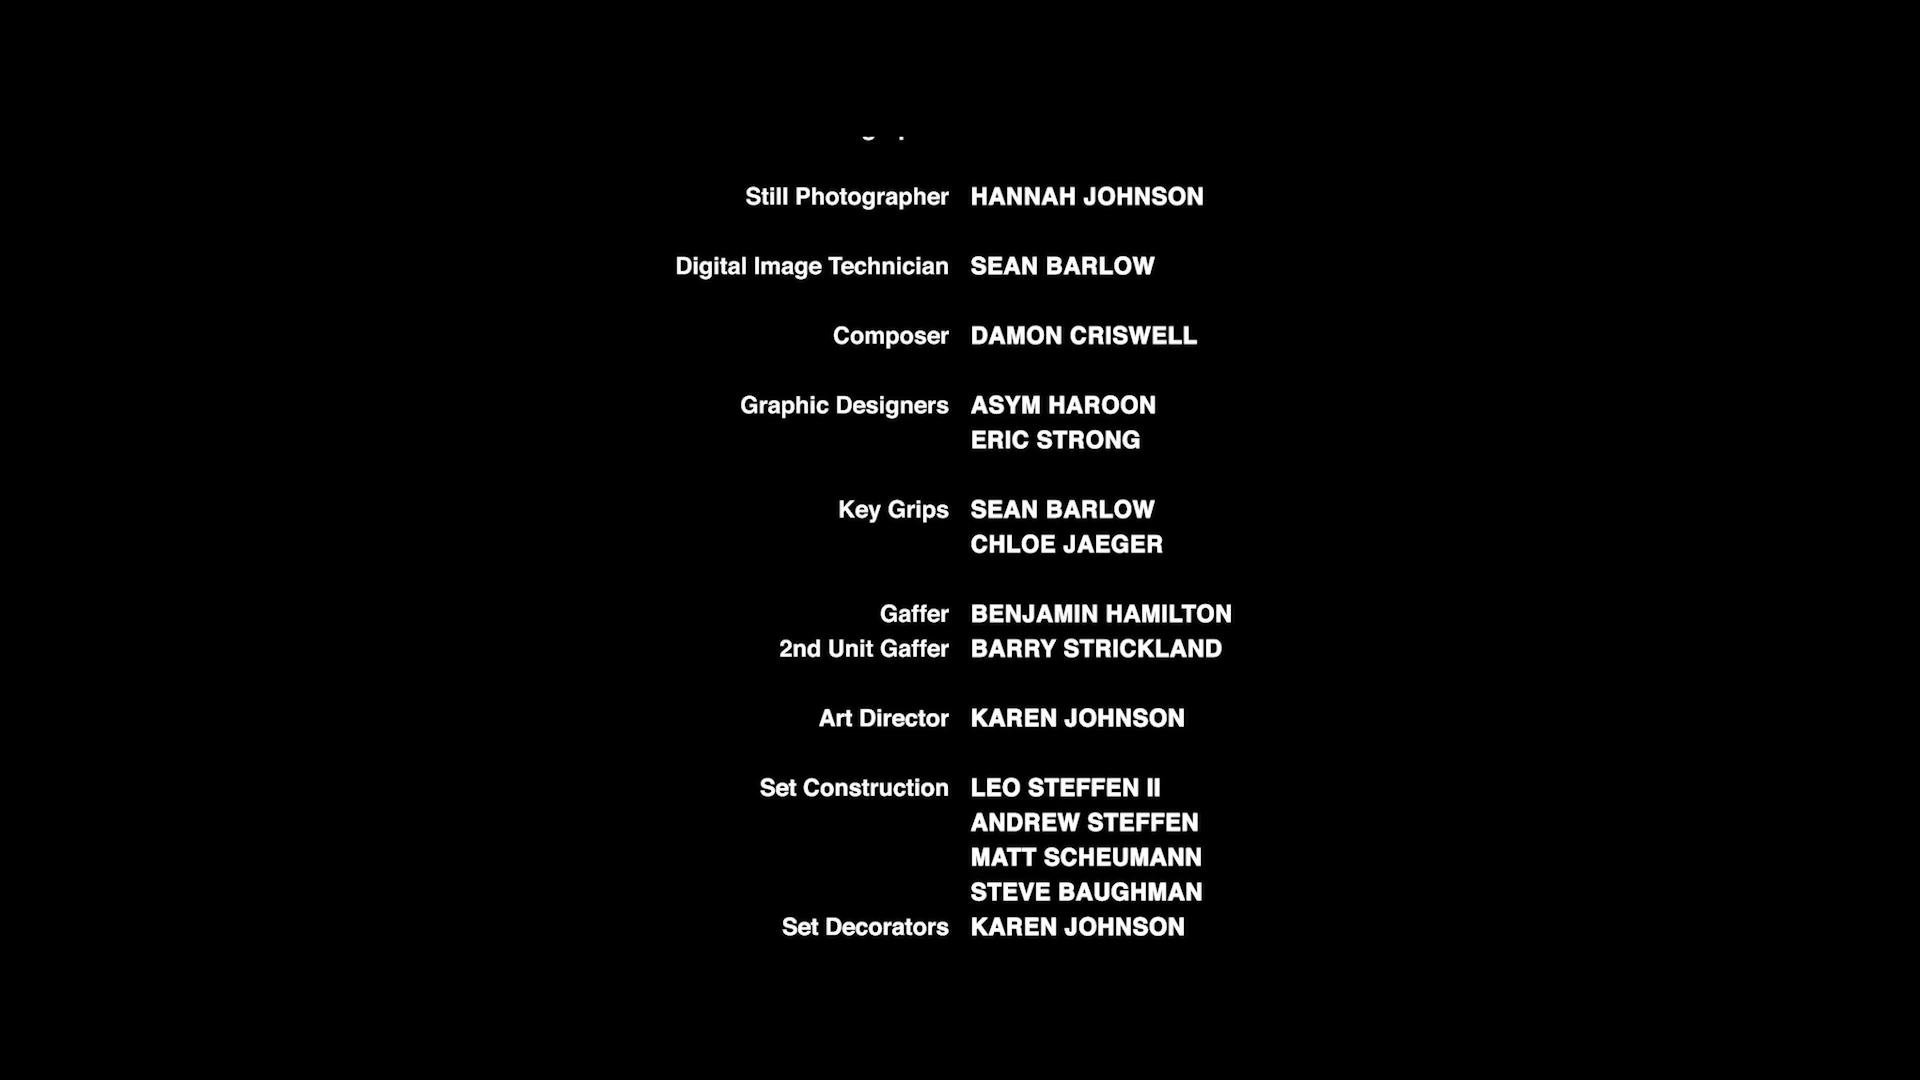 Still Photographer HANNAH JOHNSON
Digital Image Technician SEAN BARLOW
Composer DAMON CRISWELL
Graphic Designers ASYM HAROON
ERIC STRONG
Key Grips SEAN BARLOW
CHLOE JAEGER
Gaffer BENJAMIN HAMILTON
2nd Unit Gaffer BARRY STRICKLAND
Art Director KAREN JOHNSON
Set Construction LEO STEFFEN II
ANDREW STEFFEN
MATT SCHEUMANN
STEVE BAUGHMAN
Set Decorators KAREN JOHNSON